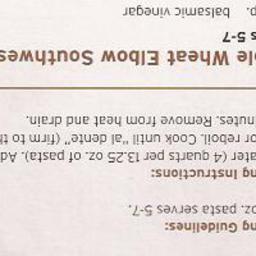 ng Guidelines:
oz. pasta serves 5-7.
ng Instructions:
ater (4 quarts per 13.25 oz. of pasta). Ad
or reboil. Cook until "al dente" (firm to th
nutes. Remove from heat and drain.
ole Wheat Elbow Southwes
s 5-7
p. balsamic vinegar